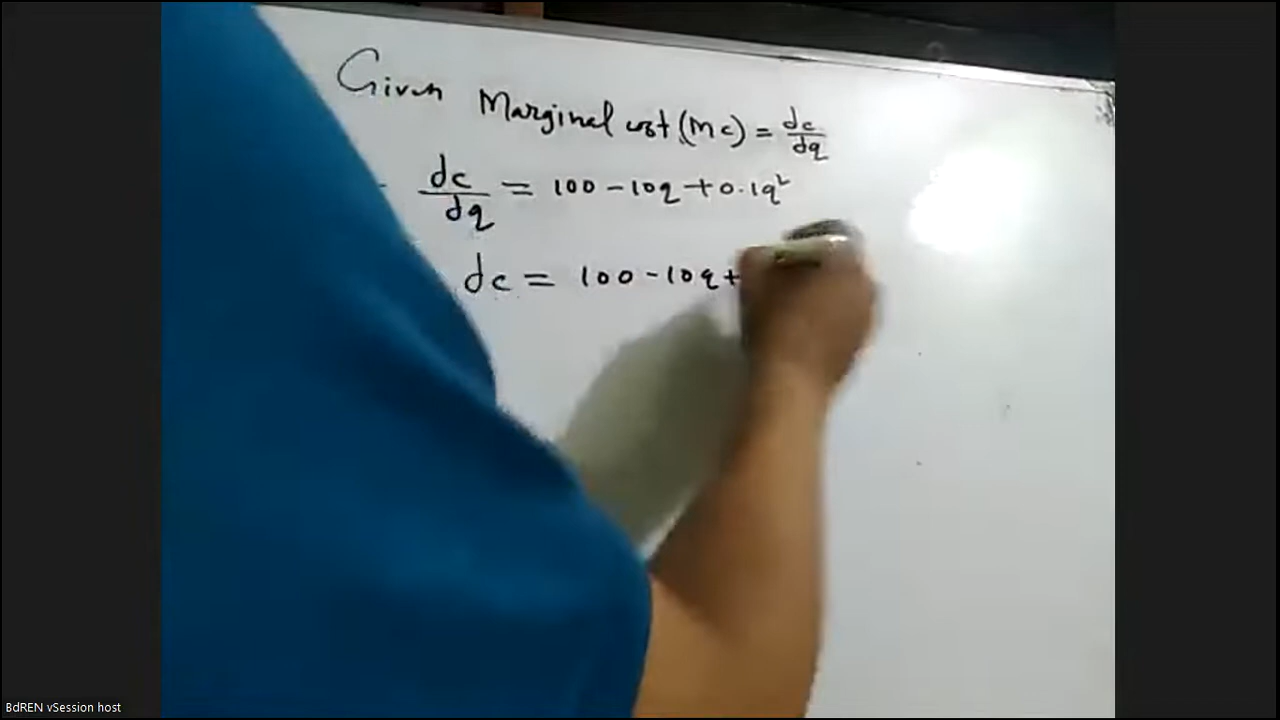 Given Marginal cost (Mc) = dc/dq
dc/dq = 100 - 10q + 0.1q²
dc = 100 - 10q +
BdREN vSession host